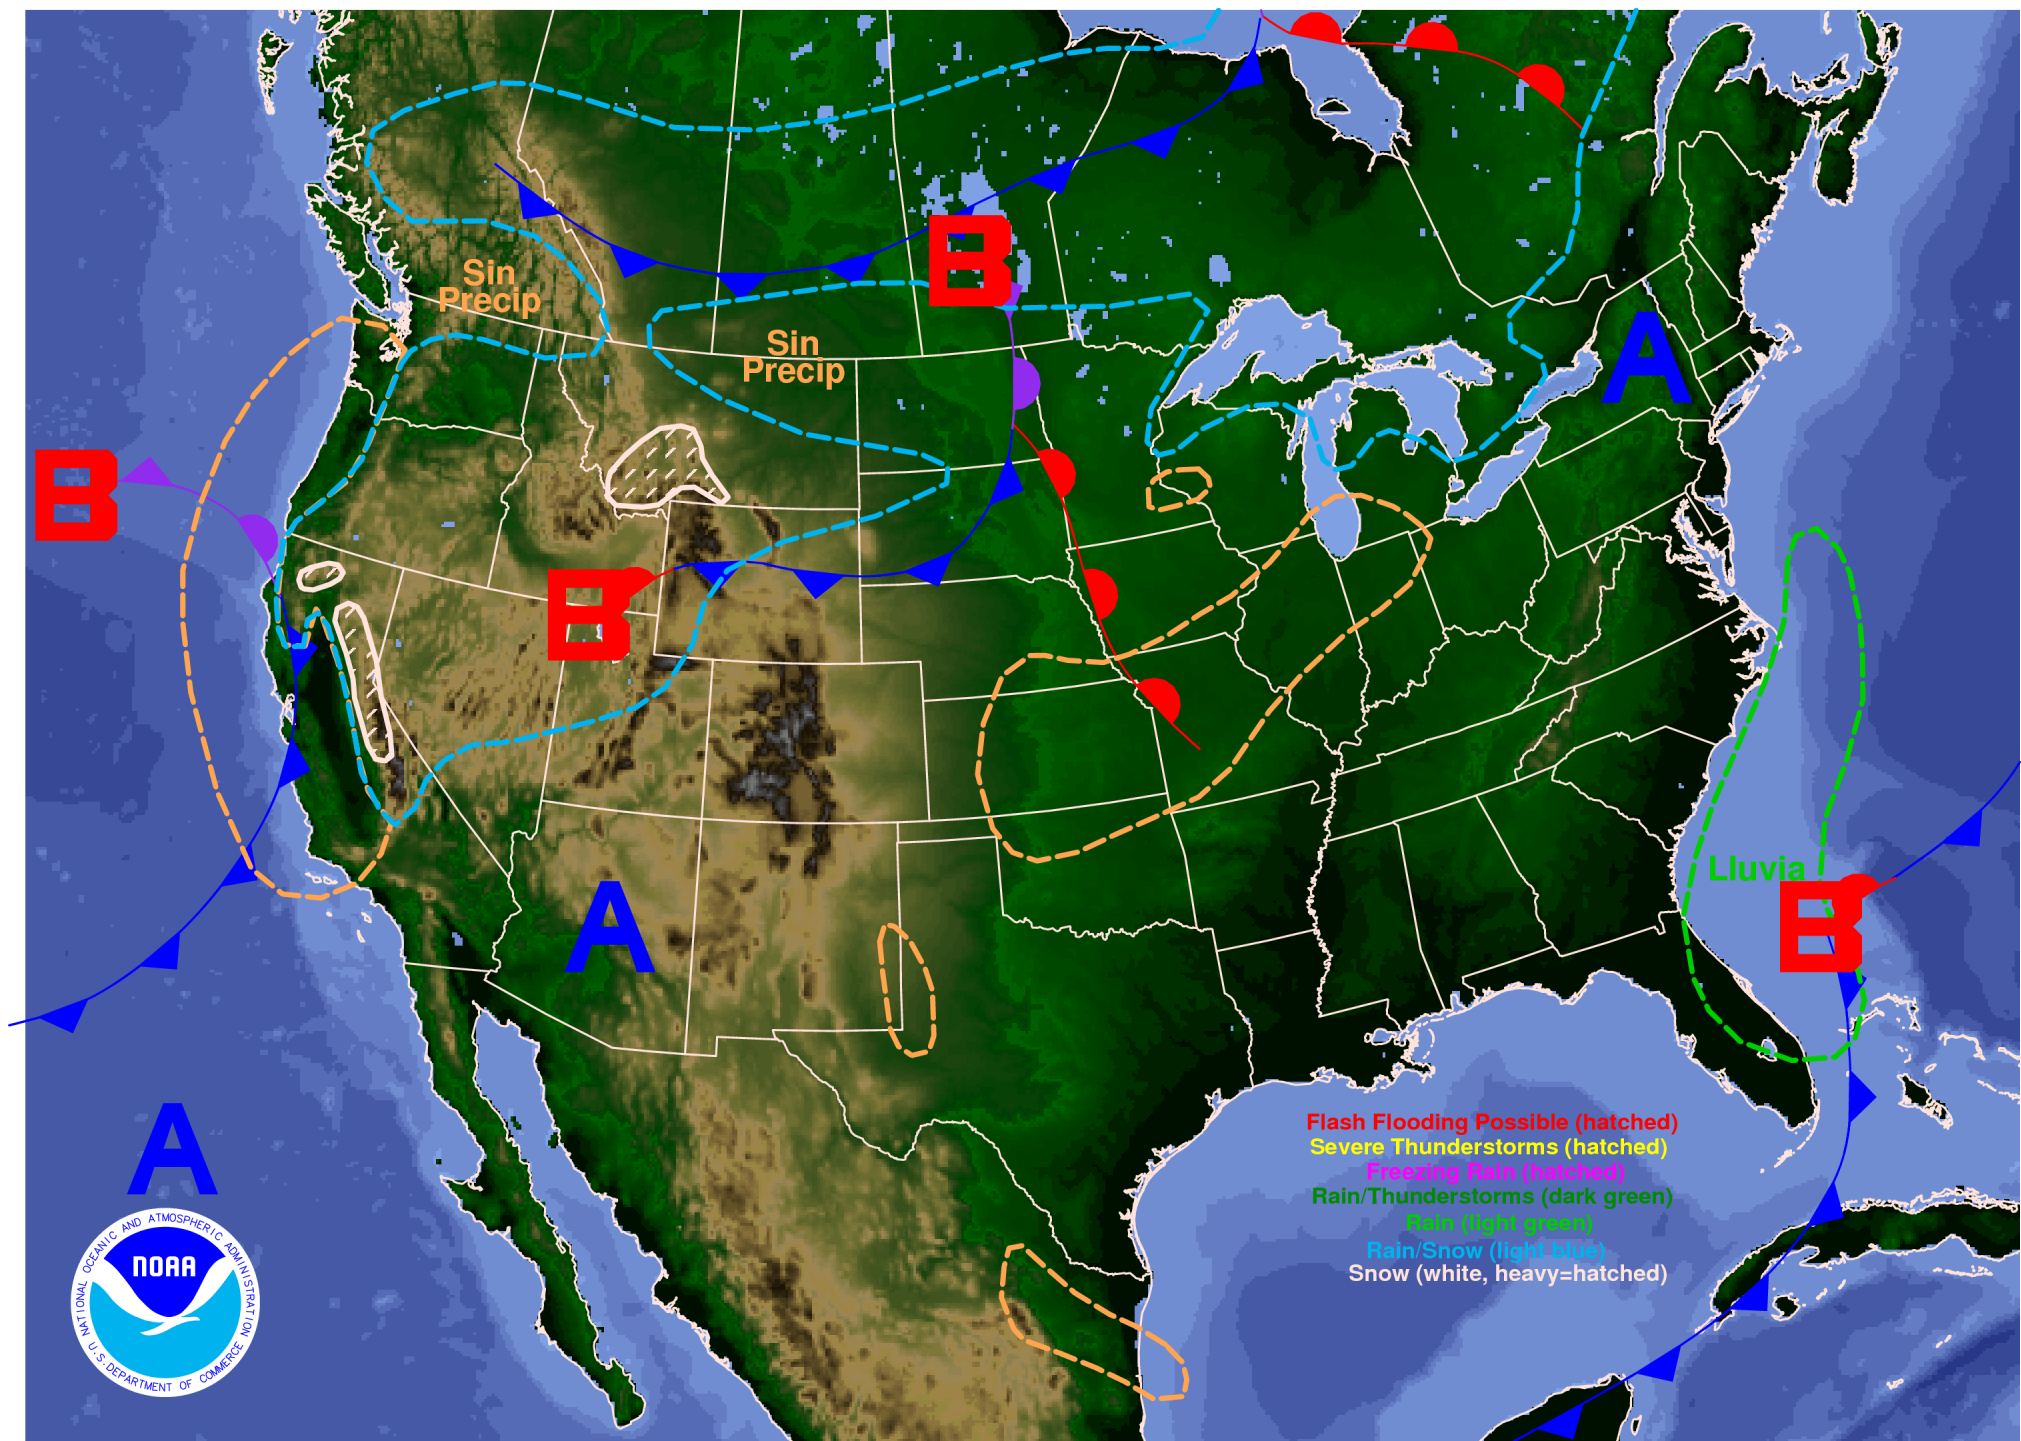 Sin
Precip
Sin
Precip
B
A
B
B
Lluvia
B
A
A
Flash Flooding Possible (hatched)
Severe Thunderstorms (hatched)
Freezing Rain (hatched)
Rain/Thunderstorms (dark green)
Rain (light green)
Rain/Snow (light blue)
Snow (white, heavy=hatched)
NATIONAL OCEANIC AND ATMOSPHERIC ADMINISTRATION
NOAA
U.S. DEPARTMENT OF COMMERCE